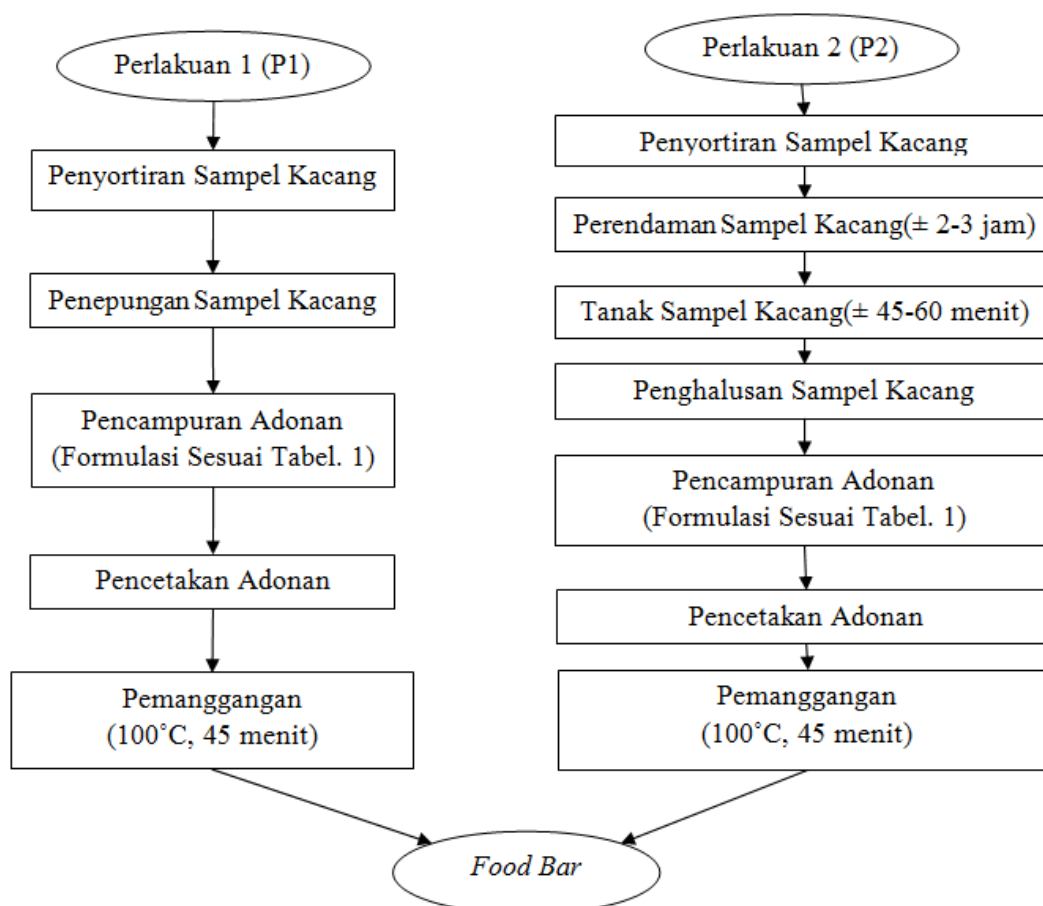 Perlakuan 1 (P1)
Penyortiran Sampel Kacang
Penepungan Sampel Kacang
Pencampuran Adonan
(Formulasi Sesuai Tabel. 1)
Pencetakan Adonan
Pemanggangan
(100˚C, 45 menit)
Perlakuan 2 (P2)
Penyortiran Sampel Kacang
Perendaman Sampel Kacang(± 2-3 jam)
Tanak Sampel Kacang(± 45-60 menit)
Penghalusan Sampel Kacang
Pencampuran Adonan
(Formulasi Sesuai Tabel. 1)
Pencetakan Adonan
Pemanggangan
(100˚C, 45 menit)
Food Bar